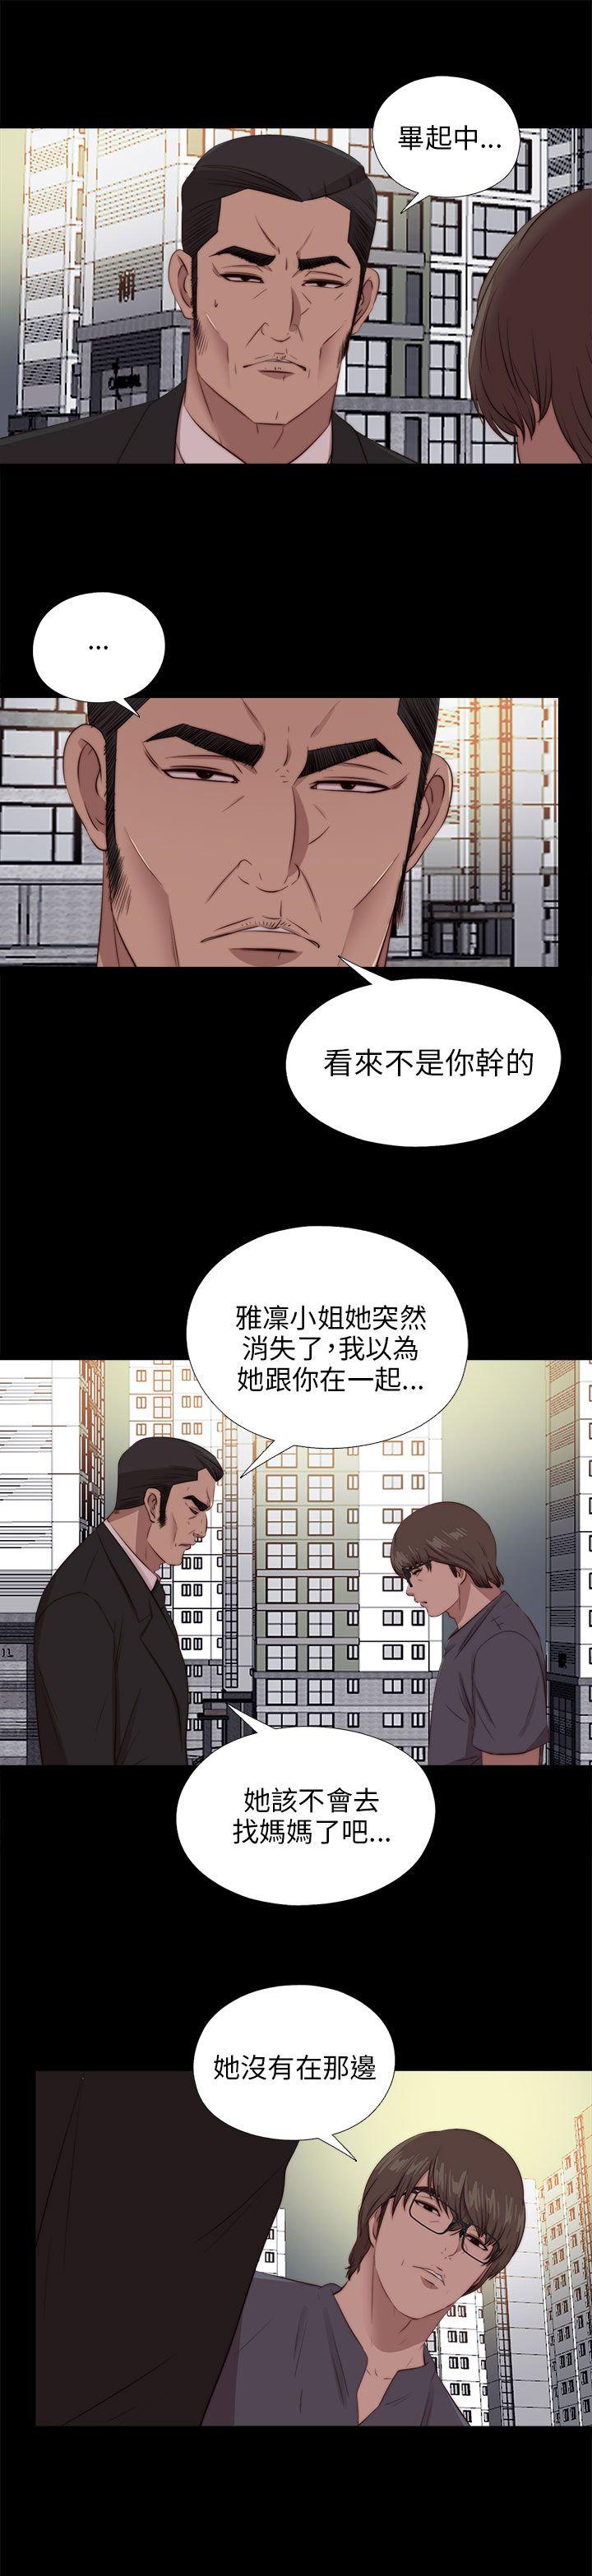 畢起中...
...
看來不是你幹的
雅凜小姐她突然
消失了,我以為
她跟你在一起...
她該不會去
找媽媽了吧...
她沒有在那邊